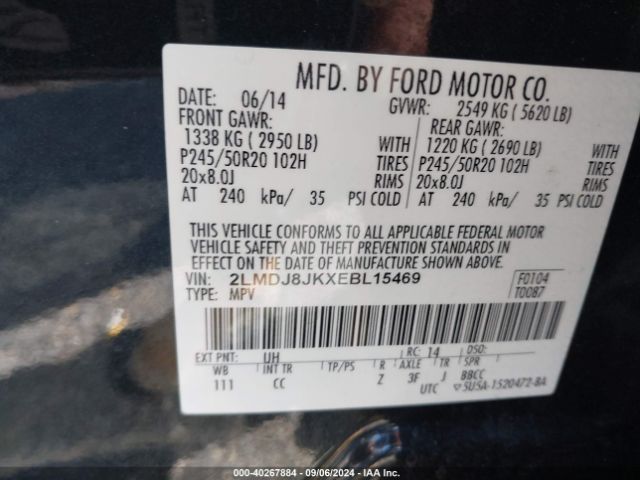 MFD. BY FORD MOTOR CO.
DATE: 06/14 GVWR: 2549 KG ( 5620 LB)
FRONT GAWR: REAR GAWR:
1338 KG ( 2950 LB) WITH 1220 KG ( 2690 LB) WITH
P245/50R20 102H TIRES P245/50R20 102H TIRES
20x8.0J RIMS 20x8.0J RIMS
AT 240 kPa/ 35 PSI COLD AT 240 kPa/ 35 PSI COLD
THIS VEHICLE CONFORMS TO ALL APPLICABLE FEDERAL MOTOR
VEHICLE SAFETY AND THEFT PREVENTION STANDARDS IN
EFFECT ON THE DATE OF MANUFACTURE SHOWN ABOVE.
VIN: 2LMDJ8JKXEBL15469 F0104
TYPE: MPV T0087
EXT PNT: UH RC: 14 DSO:
WB INT TR TP/PS R AXLE TR SPR
111 CC Z 3F J BBCC
UTC 5U5A-1520472-BA
000-40267884 | 09/06/2024 - IAA Inc.